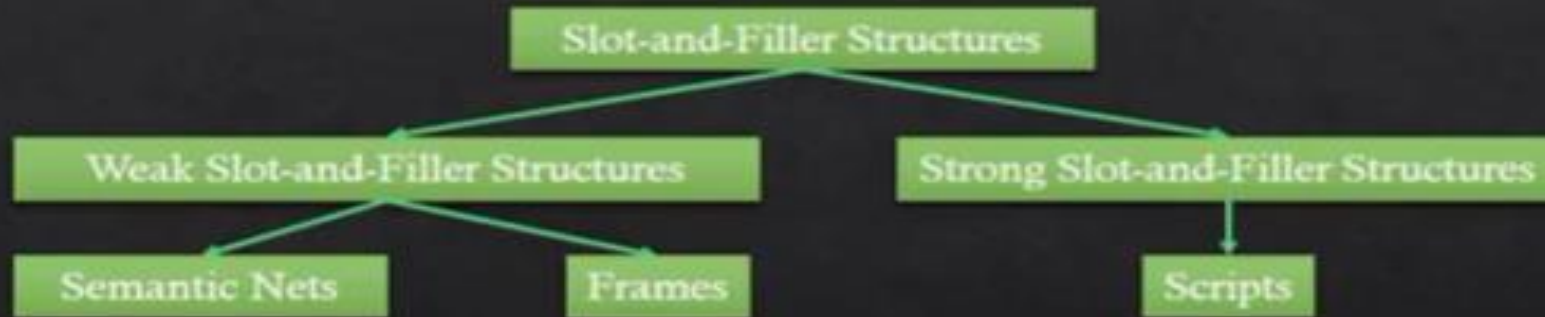 Slot-and-Filler Structures
Weak Slot-and-Filler Structures
Strong Slot-and-Filler Structures
Semantic Nets
Frames
Scripts